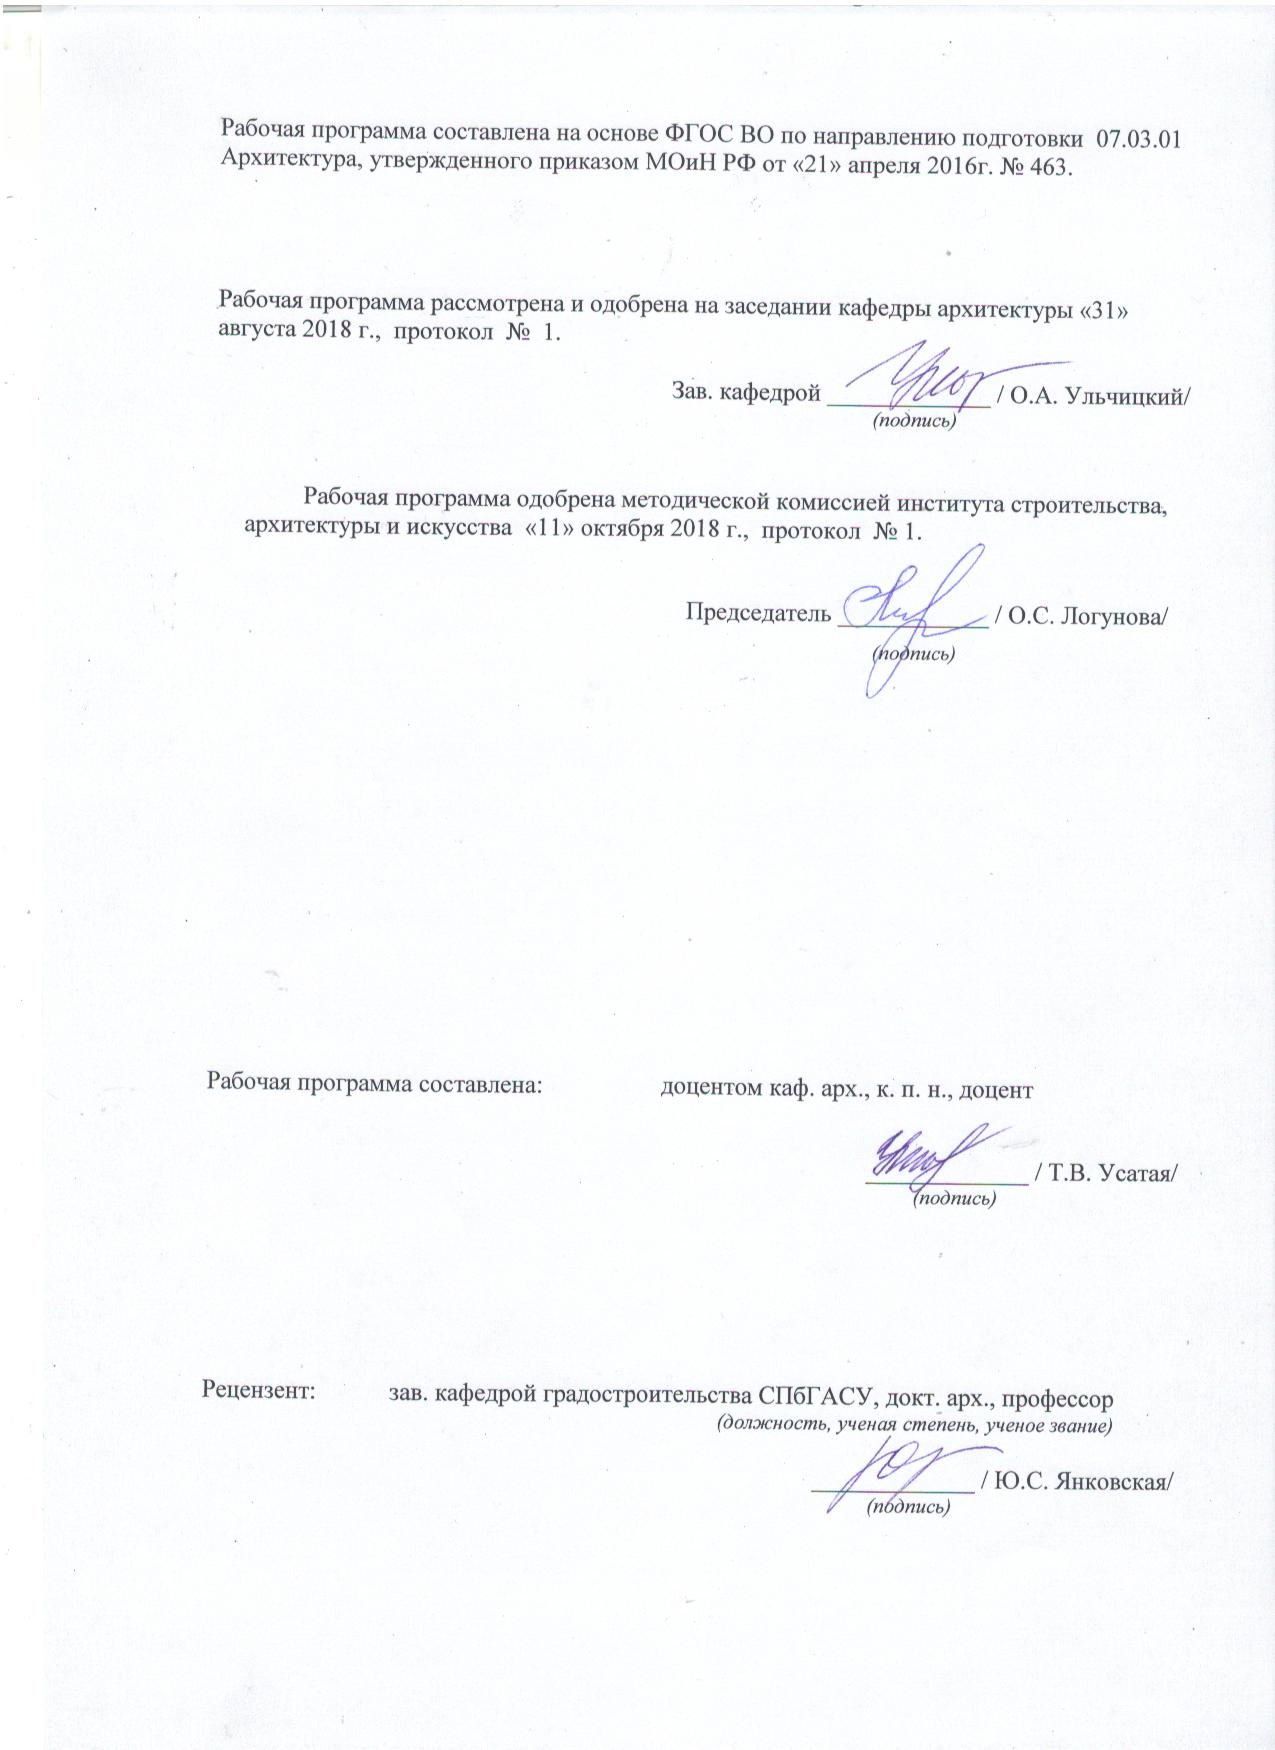 Рабочая программа составлена на основе ФГОС ВО по направлению подготовки 07.03.01
Архитектура, утвержденного приказом МОиН РФ от «21» апреля 2016г. № 463.
Рабочая программа рассмотрена и одобрена на заседании кафедры архитектуры «31»
августа 2018 г., протокол № 1.
Зав. кафедрой ______________ / О.А. Ульчицкий/
(подпись)
Рабочая программа одобрена методической комиссией института строительства,
архитектуры и искусства «11» октября 2018 г., протокол № 1.
Председатель _____________ / О.С. Логунова/
(подпись)
Рабочая программа составлена: доцентом каф. арх., к. п. н., доцент
______________ / Т.В. Усатая/
(подпись)
Рецензент: зав. кафедрой градостроительства СПбГАСУ, докт. арх., профессор
(должность, ученая степень, ученое звание)
______________ / Ю.С. Янковская/
(подпись)